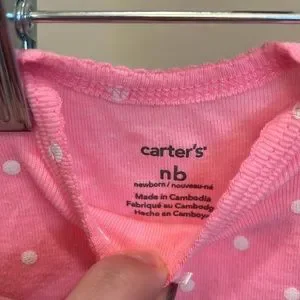 carter's®
nb
newborn / nouveau-né
Made in Cambodia
Fabriqué au Cambodge
Hecho en Camboya